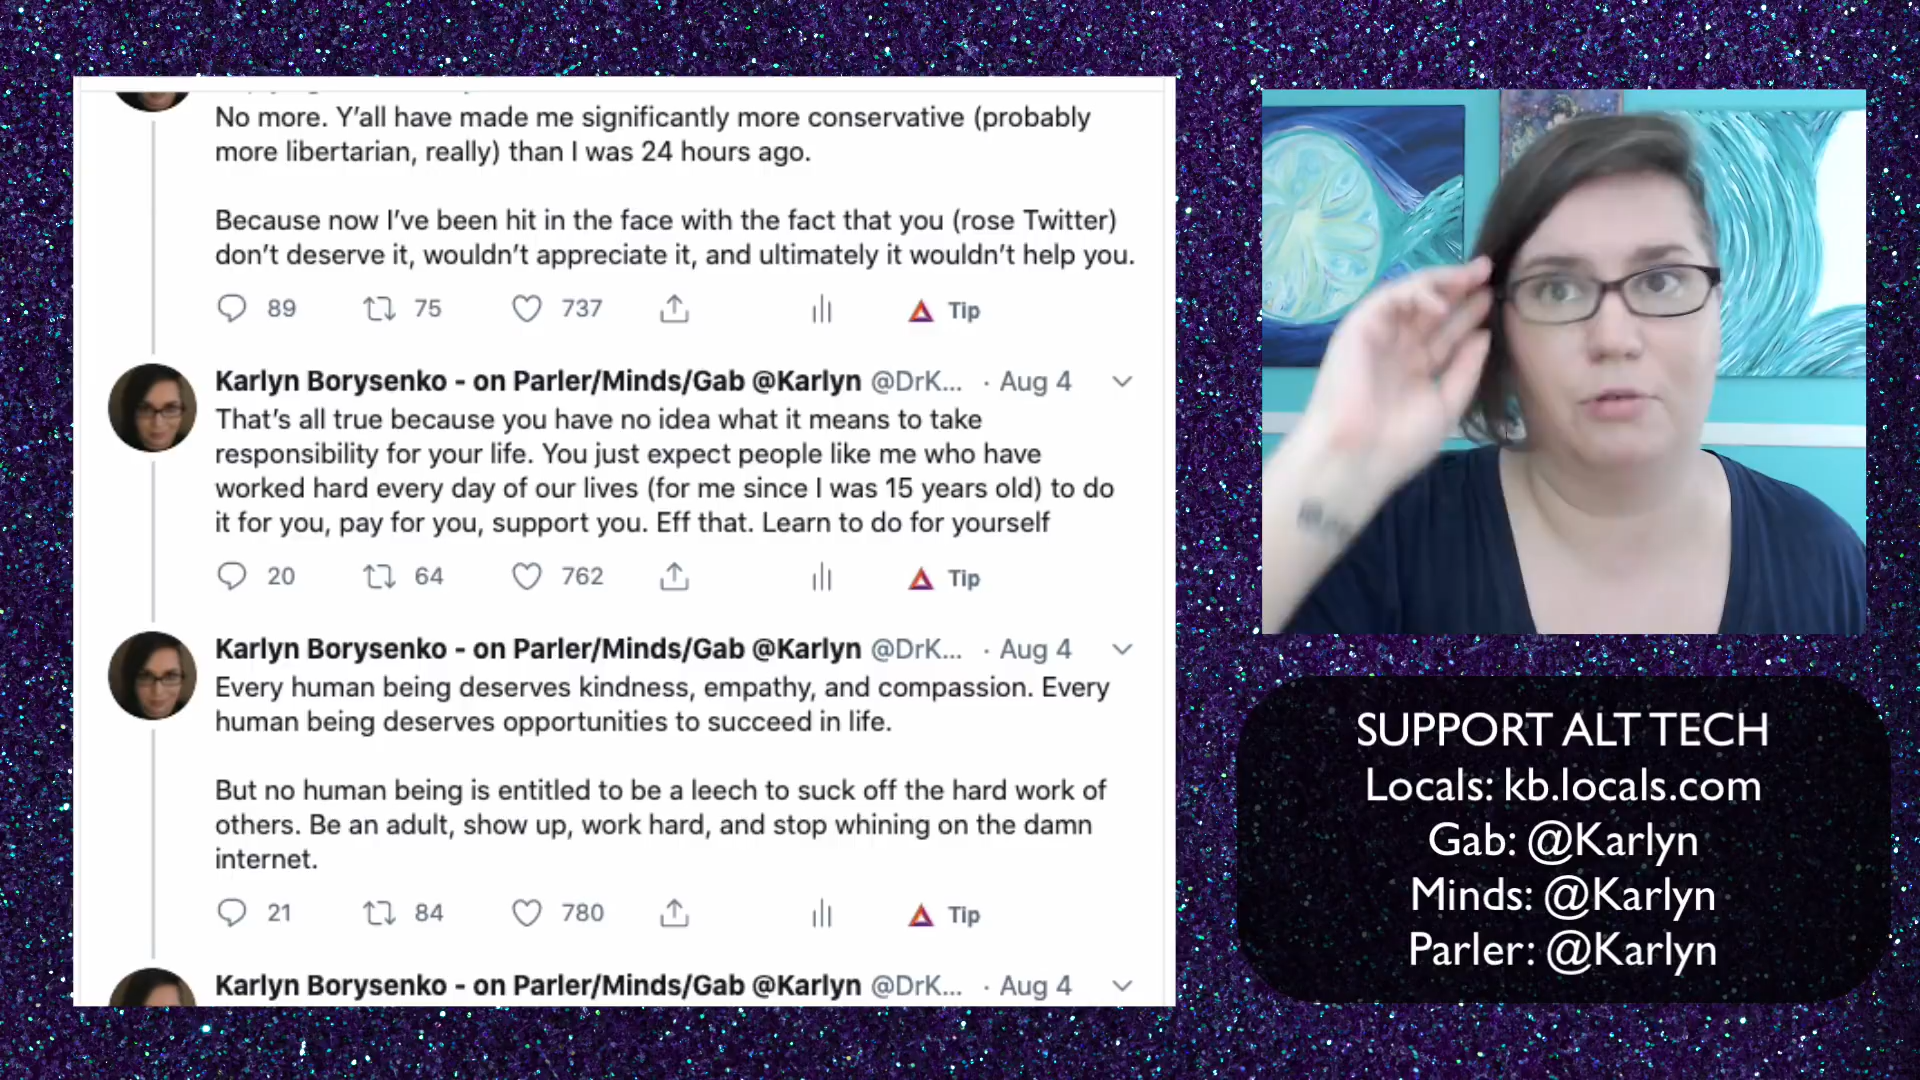 No more. Y'all have made me significantly more conservative (probably
more libertarian, really) than I was 24 hours ago.
Because now I've been hit in the face with the fact that you (rose Twitter)
don't deserve it, wouldn't appreciate it, and ultimately it wouldn't help you.
89 75 737 Tip
Karlyn Borysenko - on Parler/Minds/Gab @Karlyn @DrK... · Aug 4
That's all true because you have no idea what it means to take
responsibility for your life. You just expect people like me who have
worked hard every day of our lives (for me since I was 15 years old) to do
it for you, pay for you, support you. Eff that. Learn to do for yourself
20 64 762 Tip
Karlyn Borysenko - on Parler/Minds/Gab @Karlyn @DrK... · Aug 4
Every human being deserves kindness, empathy, and compassion. Every
human being deserves opportunities to succeed in life.
But no human being is entitled to be a leech to suck off the hard work of
others. Be an adult, show up, work hard, and stop whining on the damn
internet.
21 84 780 Tip
Karlyn Borysenko - on Parler/Minds/Gab @Karlyn @DrK... · Aug 4
SUPPORT ALT TECH
Locals: kb.locals.com
Gab: @Karlyn
Minds: @Karlyn
Parler: @Karlyn